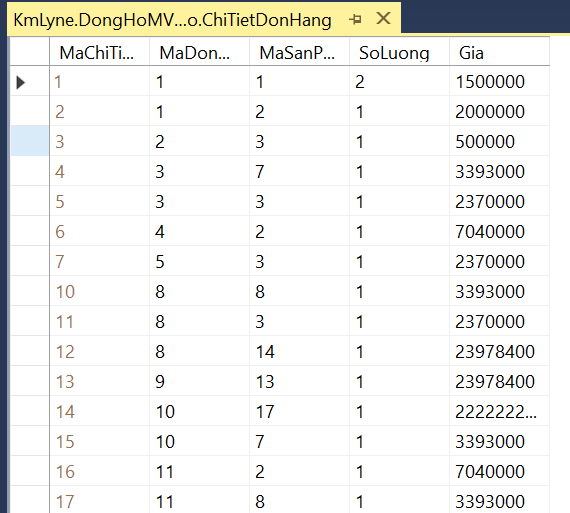 KmLyne.DongHoMV...o.ChiTietDonHang
MaChiTi... MaDon... MaSanP... SoLuong Gia
1 1 1 2 1500000
2 1 2 1 2000000
3 2 3 1 500000
4 3 7 1 3393000
5 3 3 1 2370000
6 4 2 1 7040000
7 5 3 1 2370000
10 8 8 1 3393000
11 8 3 1 2370000
12 8 14 1 23978400
13 9 13 1 23978400
14 10 17 1 2222222...
15 10 7 1 3393000
16 11 2 1 7040000
17 11 8 1 3393000